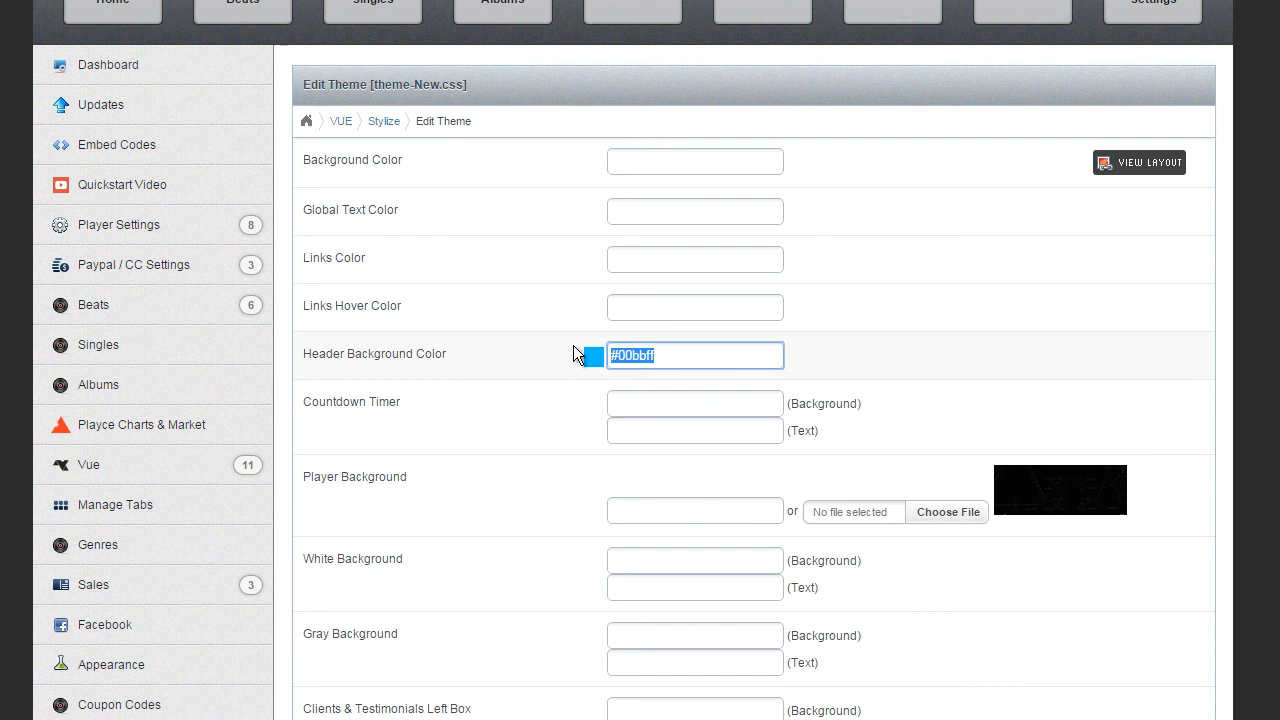 Home Beats Singles Albums Settings
Dashboard
Updates
Embed Codes
Quickstart Video
Player Settings 8
Paypal / CC Settings 3
Beats 6
Singles
Albums
Playce Charts & Market
Vue 11
Manage Tabs
Genres
Sales 3
Facebook
Appearance
Coupon Codes
Edit Theme [theme-New.css]
VUE Stylize Edit Theme
Background Color VIEW LAYOUT
Global Text Color
Links Color
Links Hover Color
Header Background Color #00bbff
Countdown Timer (Background)
(Text)
Player Background
or No file selected Choose File
White Background (Background)
(Text)
Gray Background (Background)
(Text)
Clients & Testimonials Left Box (Background)